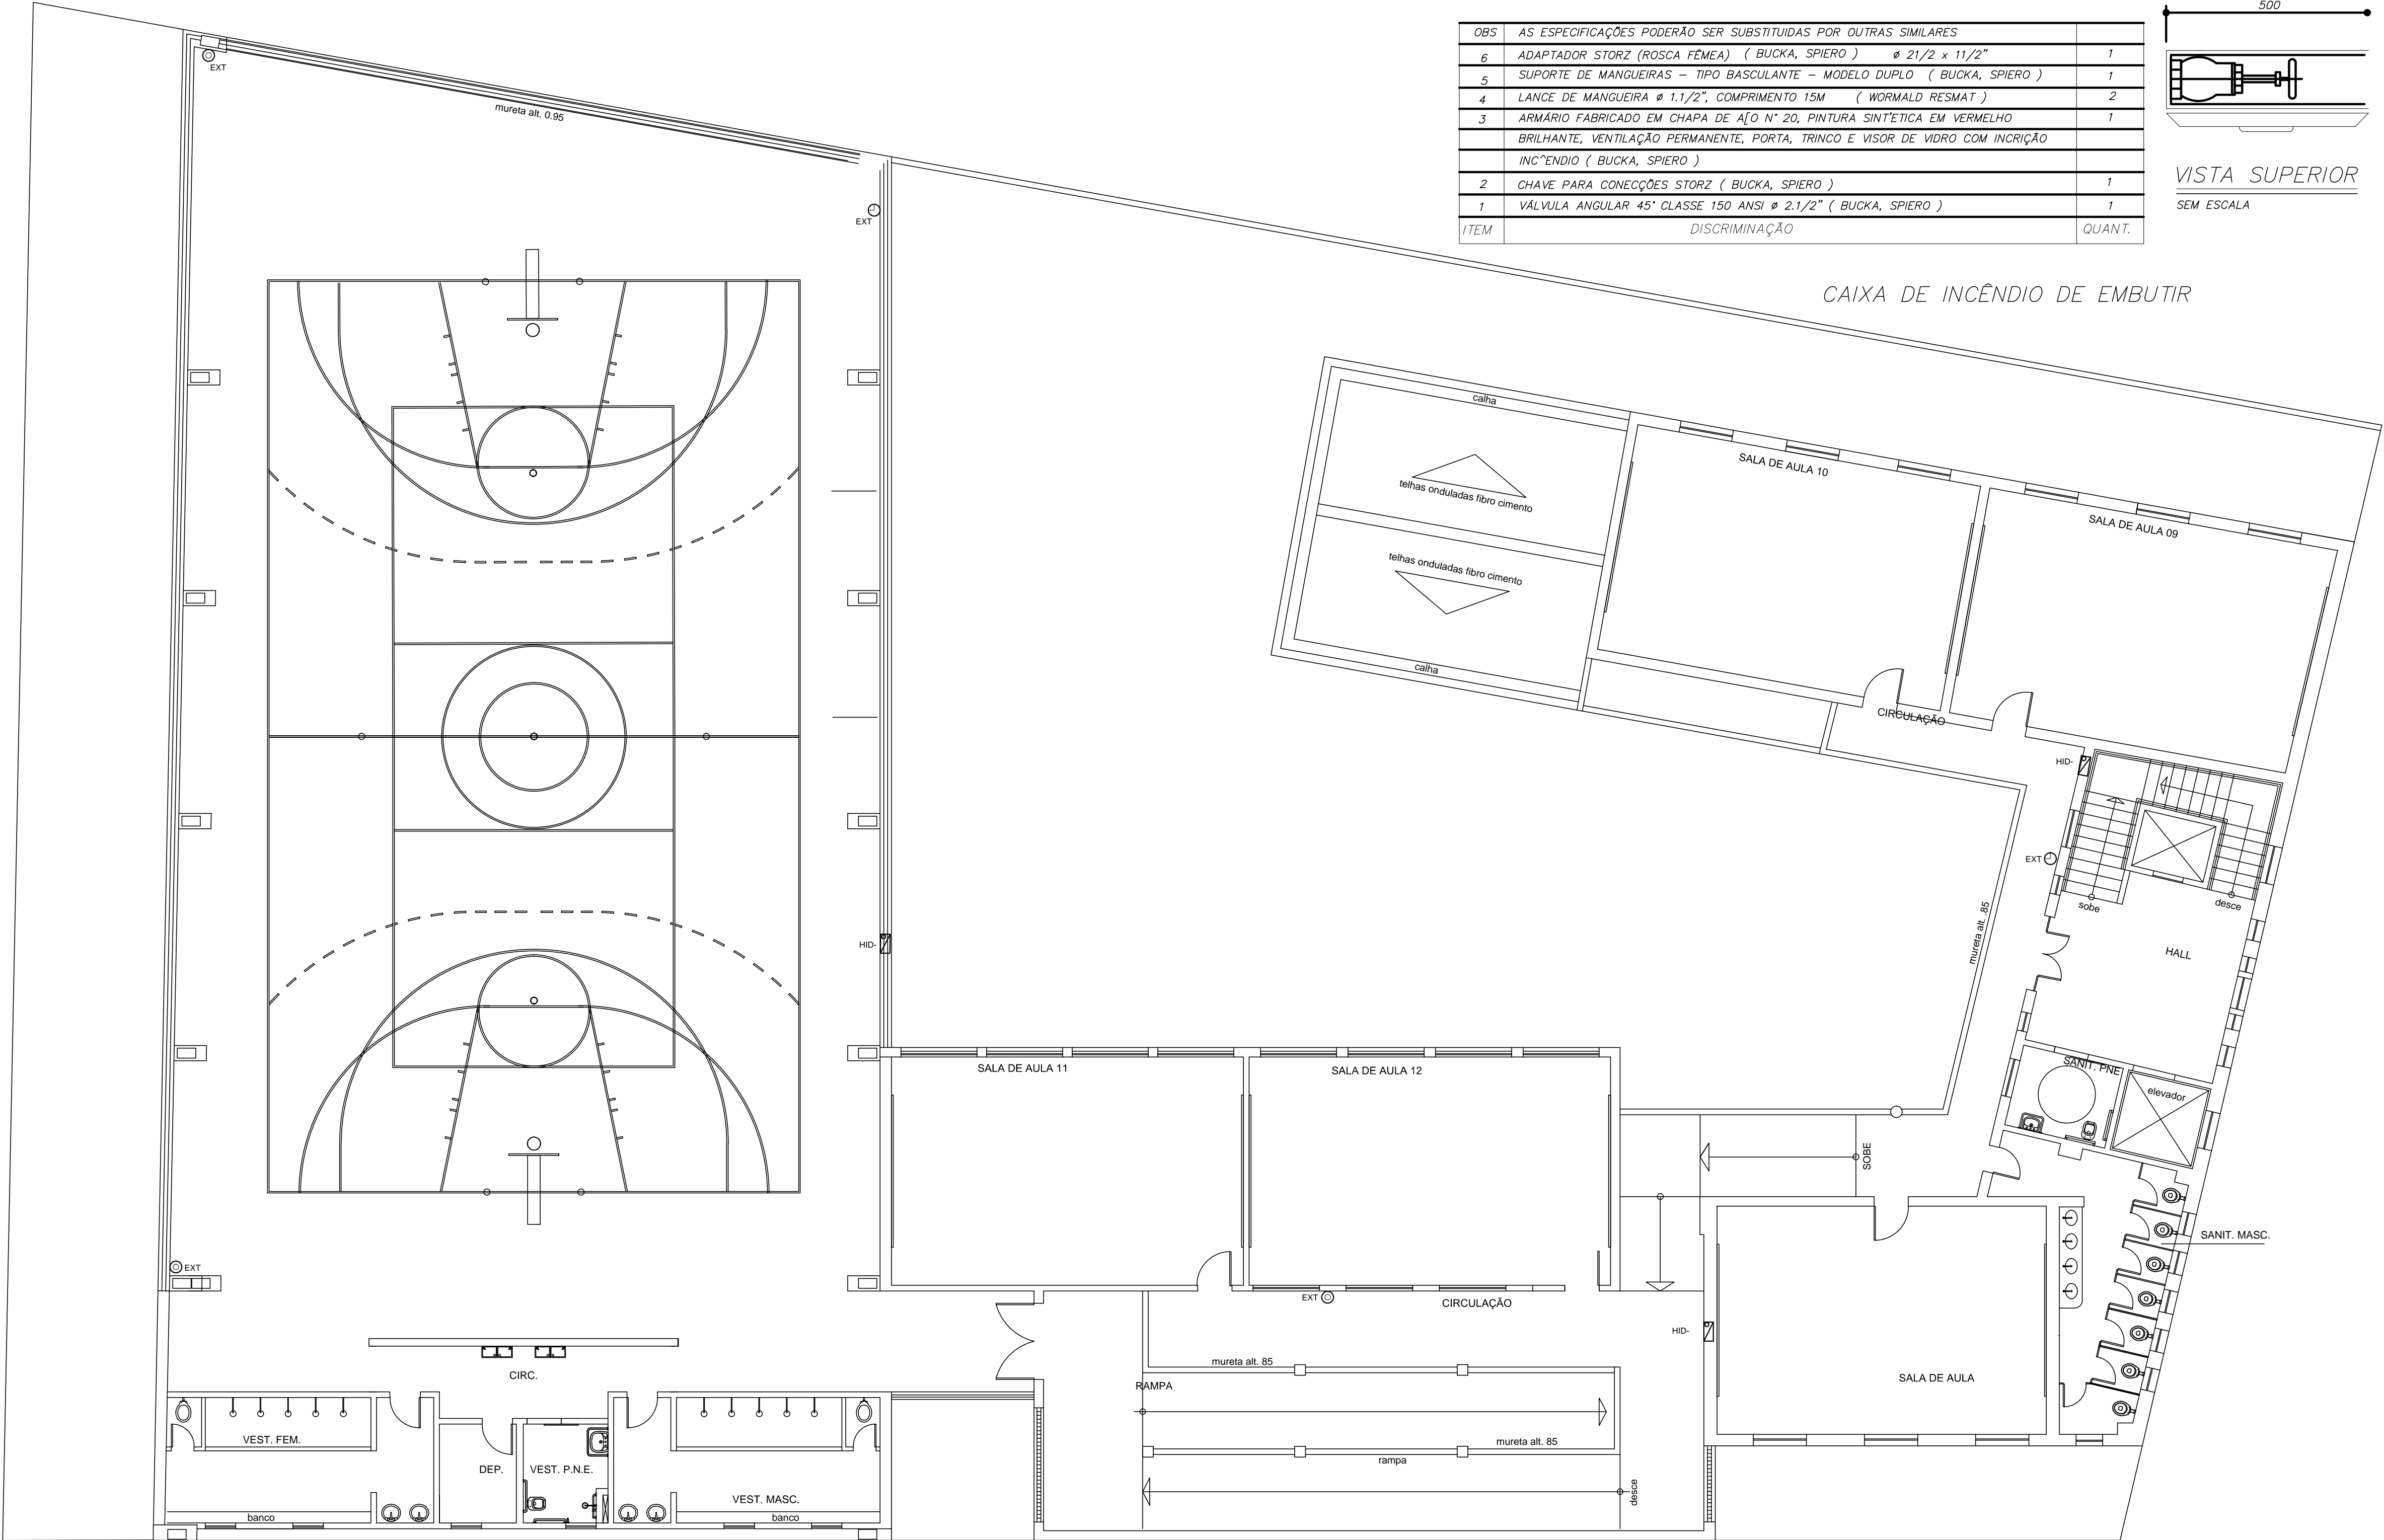 500
OBS AS ESPECIFICAÇÕES PODERÃO SER SUBSTITUIDAS POR OUTRAS SIMILARES
6 ADAPTADOR STORZ (ROSCA FÊMEA) ( BUCKA, SPIERO ) ø 21/2 x 11/2" 1
5 SUPORTE DE MANGUEIRAS – TIPO BASCULANTE – MODELO DUPLO ( BUCKA, SPIERO ) 1
4 LANCE DE MANGUEIRA ø 1.1/2", COMPRIMENTO 15M ( WORMALD RESMAT ) 2
3 ARMÁRIO FABRICADO EM CHAPA DE A[O N° 20, PINTURA SINT'ETICA EM VERMELHO 1
BRILHANTE, VENTILAÇÃO PERMANENTE, PORTA, TRINCO E VISOR DE VIDRO COM INCRIÇÃO
INC^ENDIO ( BUCKA, SPIERO )
2 CHAVE PARA CONECÇÕES STORZ ( BUCKA, SPIERO ) 1
1 VÁLVULA ANGULAR 45° CLASSE 150 ANSI ø 2.1/2" ( BUCKA, SPIERO ) 1
ITEM DISCRIMINAÇÃO QUANT.
VISTA SUPERIOR
SEM ESCALA
CAIXA DE INCÊNDIO DE EMBUTIR
EXT
mureta alt. 0.95
EXT
calha
telhas onduladas fibro cimento
telhas onduladas fibro cimento
calha
SALA DE AULA 10
SALA DE AULA 09
CIRCULAÇÃO
HID-
EXT
sobe
desce
mureta alt. .85
HALL
HID-
SANIT. PNE
elevador
SALA DE AULA 11
SALA DE AULA 12
SOBE
SANIT. MASC.
EXT
EXT
CIRCULAÇÃO
HID-
mureta alt. 85
RAMPA
SALA DE AULA
CIRC.
VEST. FEM.
DEP.
VEST. P.N.E.
VEST. MASC.
mureta alt. 85
rampa
desce
banco
banco